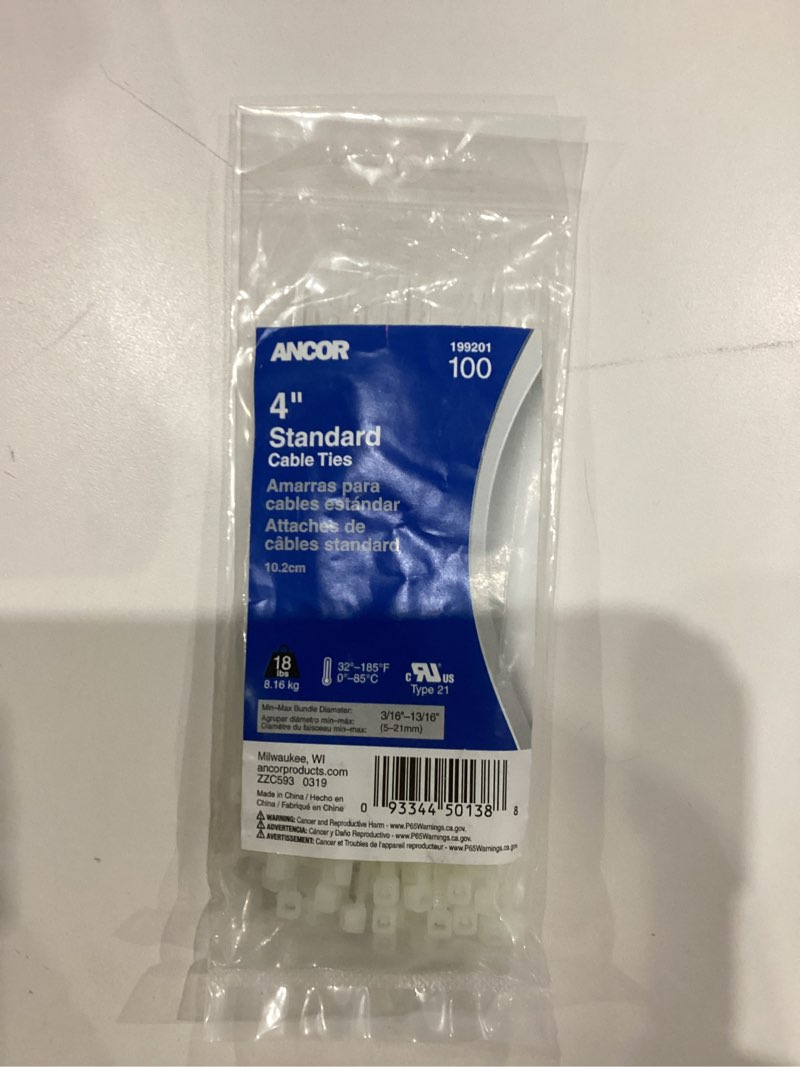 ANCOR
199201
100
4"
Standard
Cable Ties
Amarras para
cables estándar
Attaches de
câbles standard
10.2cm
18
lbs
8.16 kg
32°–185°F
0°–85°C
c RU US
Type 21
Min–Max Bundle Diameter:
Agrupar diámetro min–máx:
Diamètre du faisceau min–max:
3/16"–13/16"
(5–21mm)
Milwaukee, WI
ancorproducts.com
ZZC593 0319
Made in China / Hecho en
China / Fabriqué en Chine
0 93344 50138 8
WARNING: Cancer and Reproductive Harm - www.P65Warnings.ca.gov.
ADVERTENCIA: Cáncer y Daño Reproductivo - www.P65Warnings.ca.gov.
AVERTISSEMENT: Cancer et Troubles de l'appareil reproducteur - www.P65Warnings.ca.gov